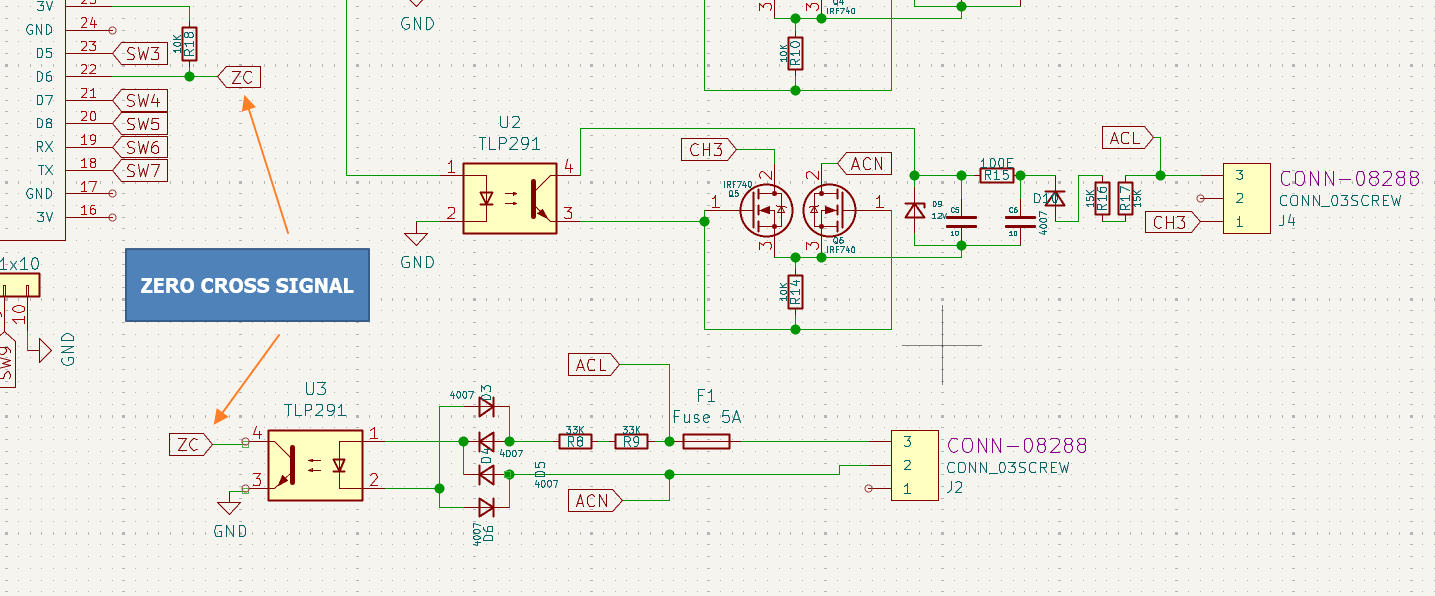 3V
GND
24
D5
23
SW3
10K
R18
D6
22
ZC
D7
21
SW4
D8
20
SW5
RX
19
SW6
TX
18
SW7
GND
17
3V
16
1x10
10
GND
SW9
ZERO CROSS SIGNAL
GND
3
3
Q4
IRF740
10K
R10
U2
TLP291
1
2
4
3
GND
CH3
ACN
IRF740
Q5
1
2
3
2
1
3
Q6
IRF740
10K
R14
D9
12V
C5
10
100E
R15
C6
10
D10
4007
15K
R16
R17
15K
ACL
CH3
3
2
1
CONN-08288
CONN_03SCREW
J4
U3
TLP291
ZC
4
3
1
2
GND
4007
D3
D4
4007
D5
4007
4007
D6
ACL
33K
R8
33K
R9
F1
Fuse 5A
ACN
3
2
1
CONN-08288
CONN_03SCREW
J2